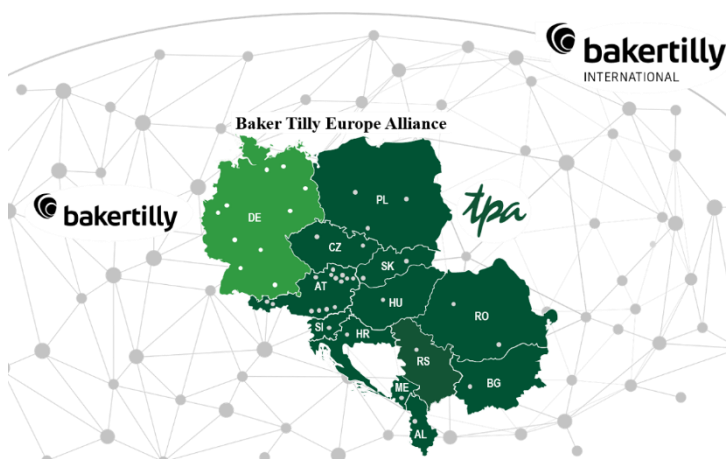 bakertilly
INTERNATIONAL
Baker Tilly Europe Alliance
bakertilly
tpa
DE
PL
CZ
SK
AT
HU
RO
SI
HR
RS
BG
ME
AL